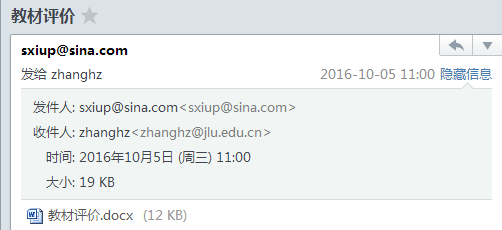 教材评价
sxiup@sina.com
发给 zhanghz 2016-10-05 11:00 隐藏信息
发件人: sxiup@sina.com<sxiup@sina.com>
收件人: zhanghz<zhanghz@jlu.edu.cn>
时间: 2016年10月5日 (周三) 11:00
大小: 19 KB
教材评价.docx (12 KB)